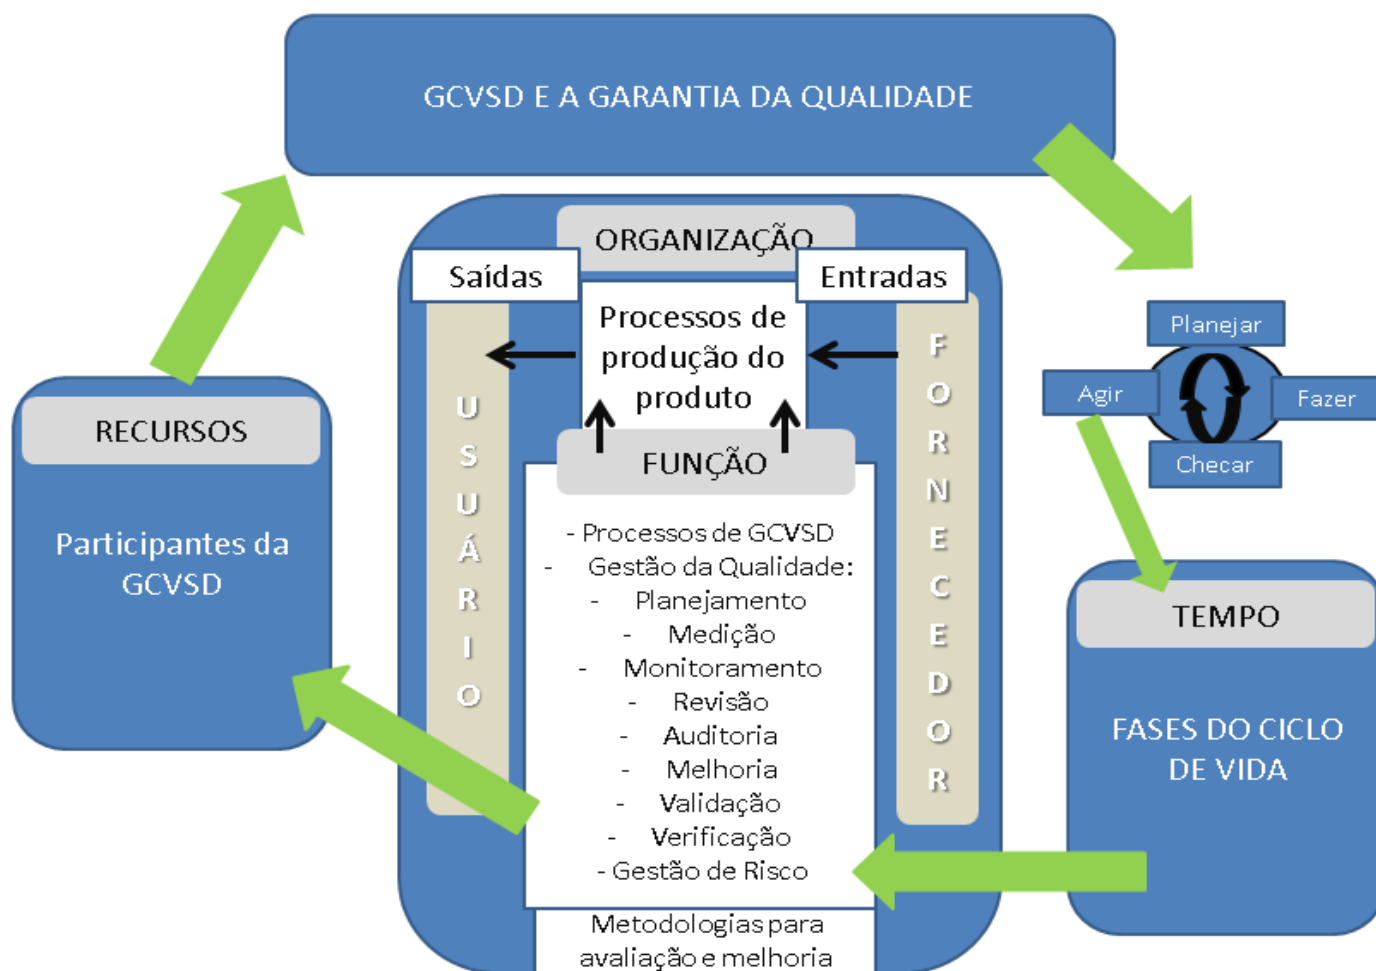 GCVSD E A GARANTIA DA QUALIDADE
ORGANIZAÇÃO
Saídas
Entradas
Processos de
produção do
produto
USUÁRIO
FORNECEDOR
FUNÇÃO
- Processos de GCVSD
- Gestão da Qualidade:
- Planejamento
- Medição
- Monitoramento
- Revisão
- Auditoria
- Melhoria
- Validação
- Verificação
- Gestão de Risco
Metodologias para
avaliação e melhoria
RECURSOS
Participantes da
GCVSD
Planejar
Agir
Fazer
Checar
TEMPO
FASES DO CICLO
DE VIDA